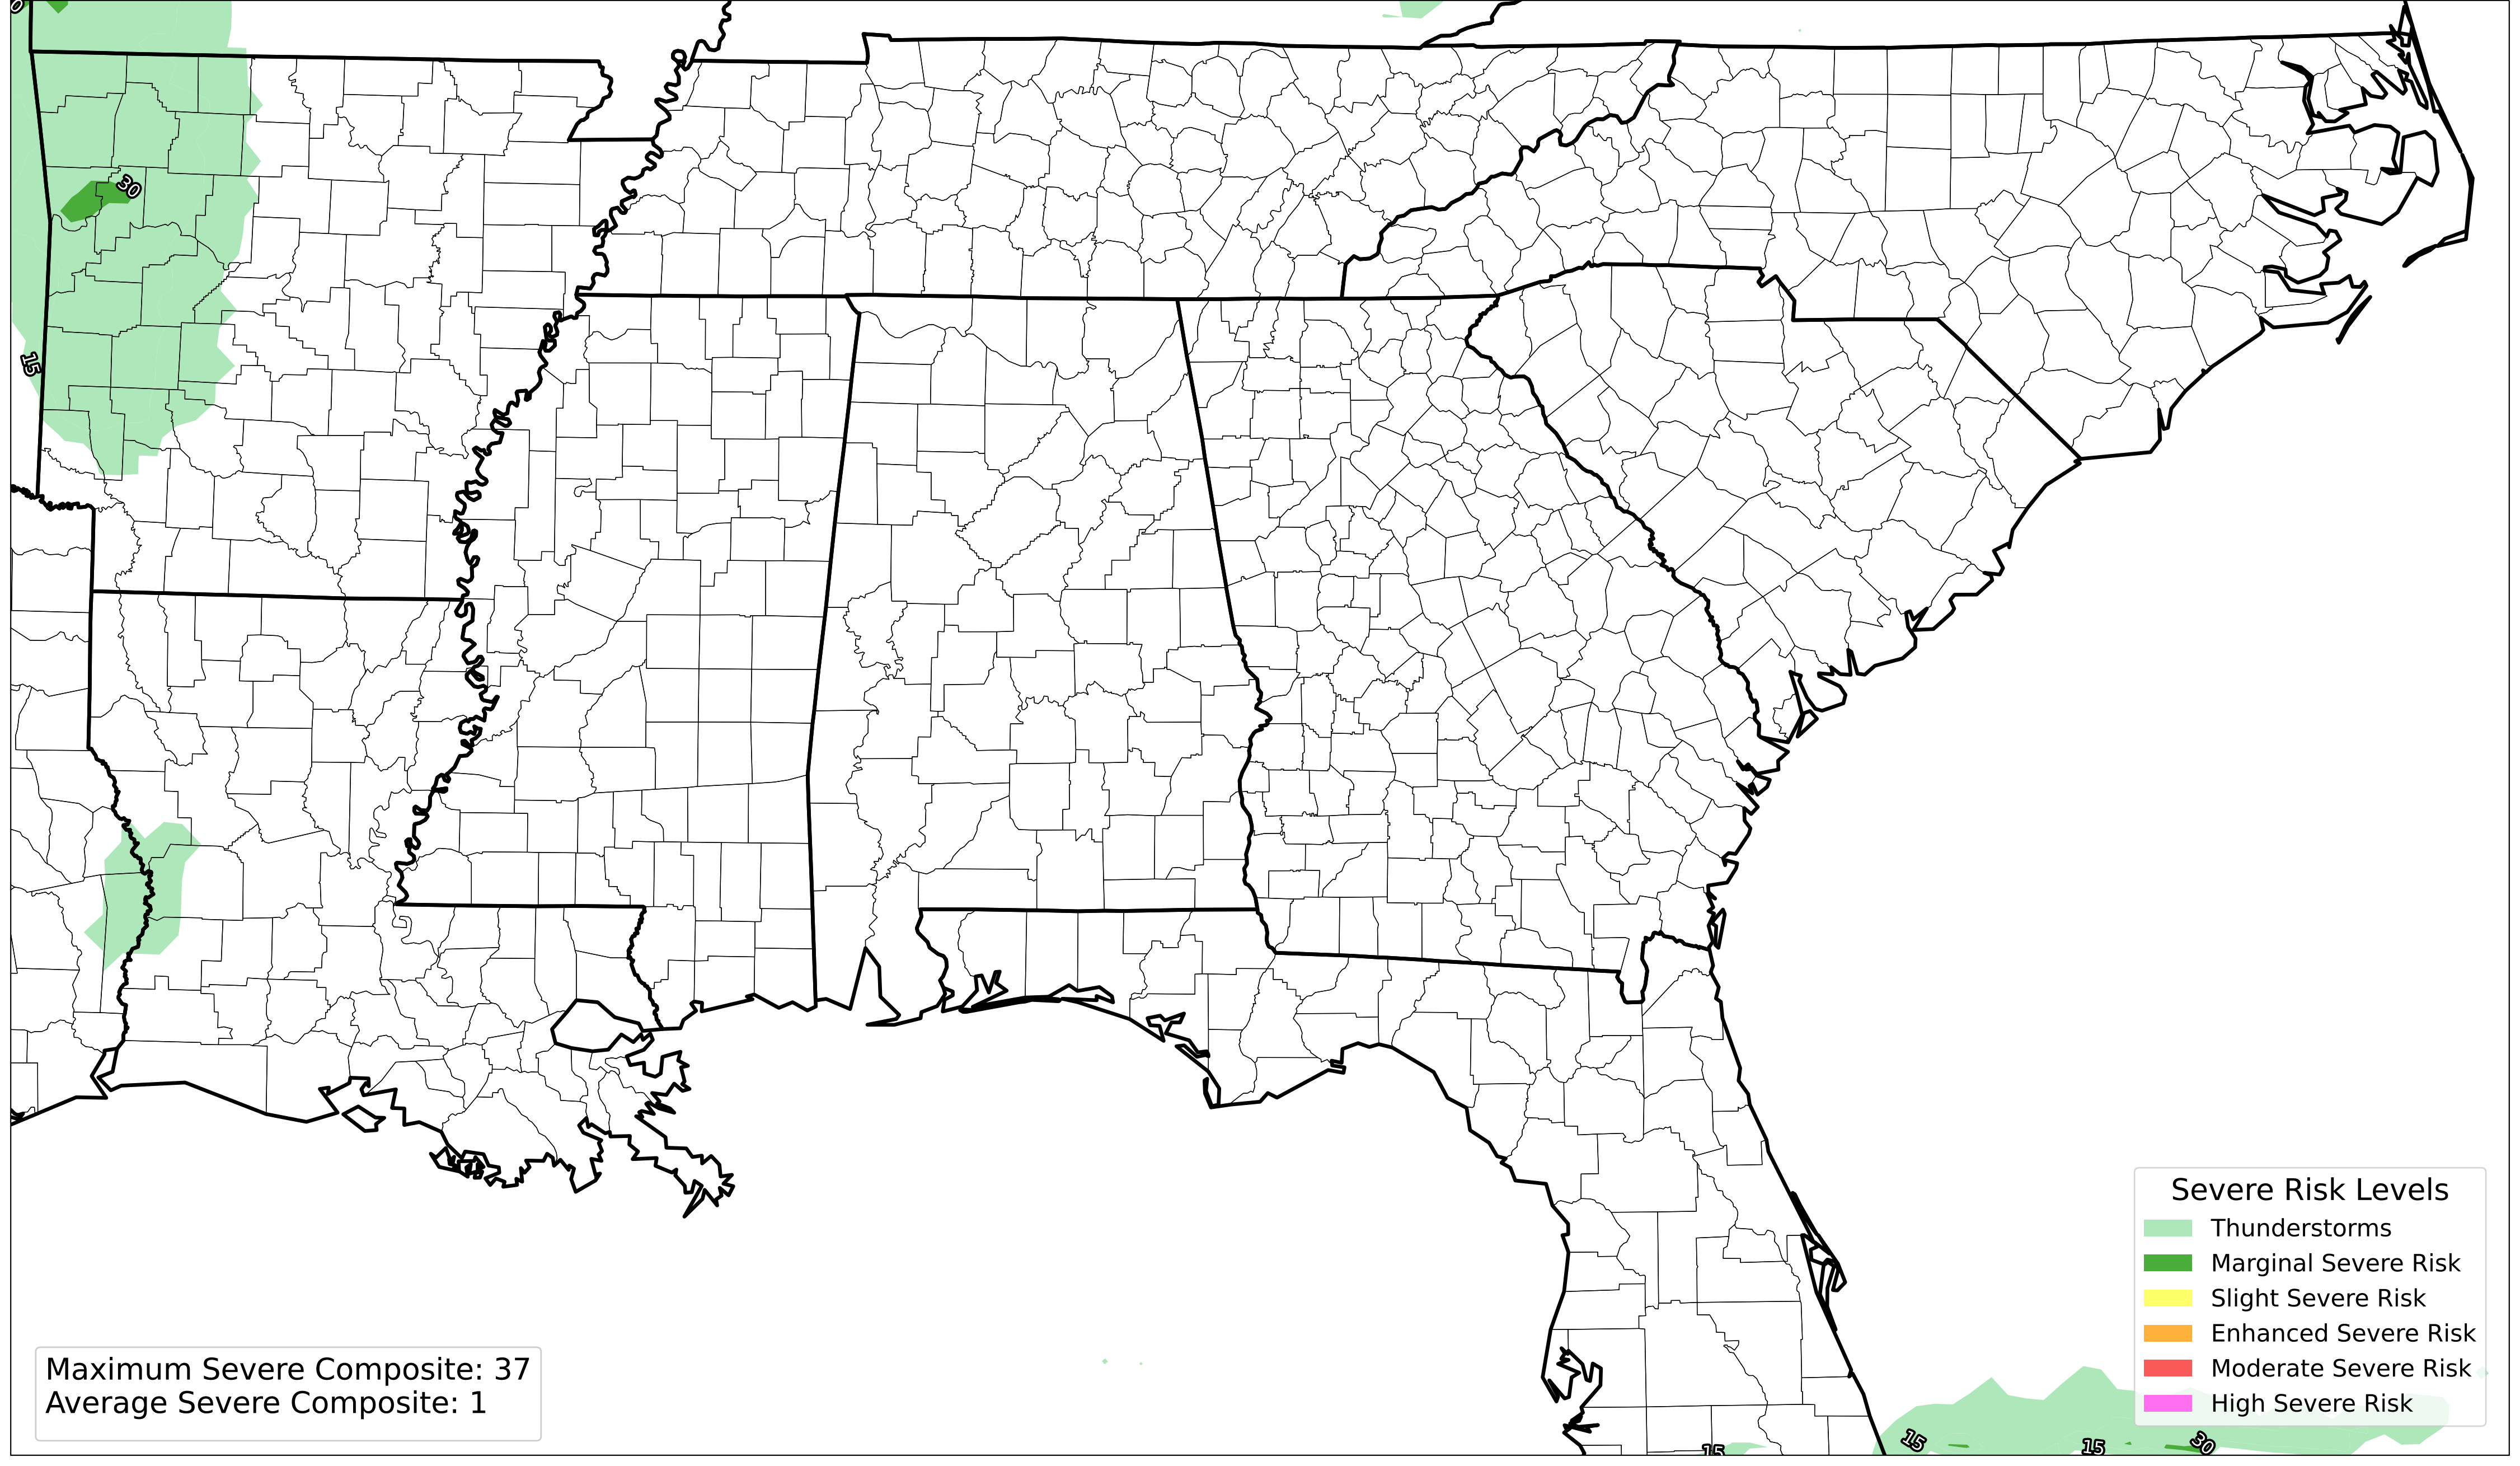 30
15
Severe Risk Levels
Thunderstorms
Marginal Severe Risk
Slight Severe Risk
Enhanced Severe Risk
Moderate Severe Risk
High Severe Risk
Maximum Severe Composite: 37
Average Severe Composite: 1
15
15
15
30